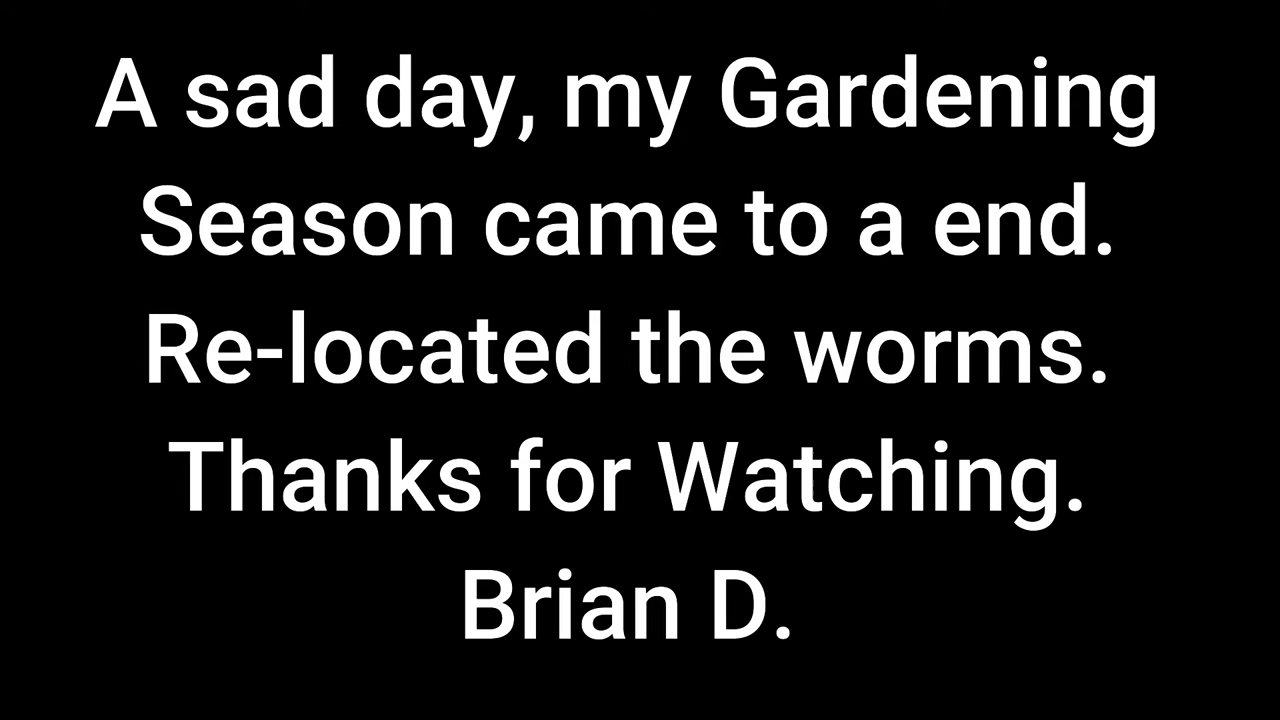 A sad day, my Gardening
Season came to a end.
Re-located the worms.
Thanks for Watching.
Brian D.